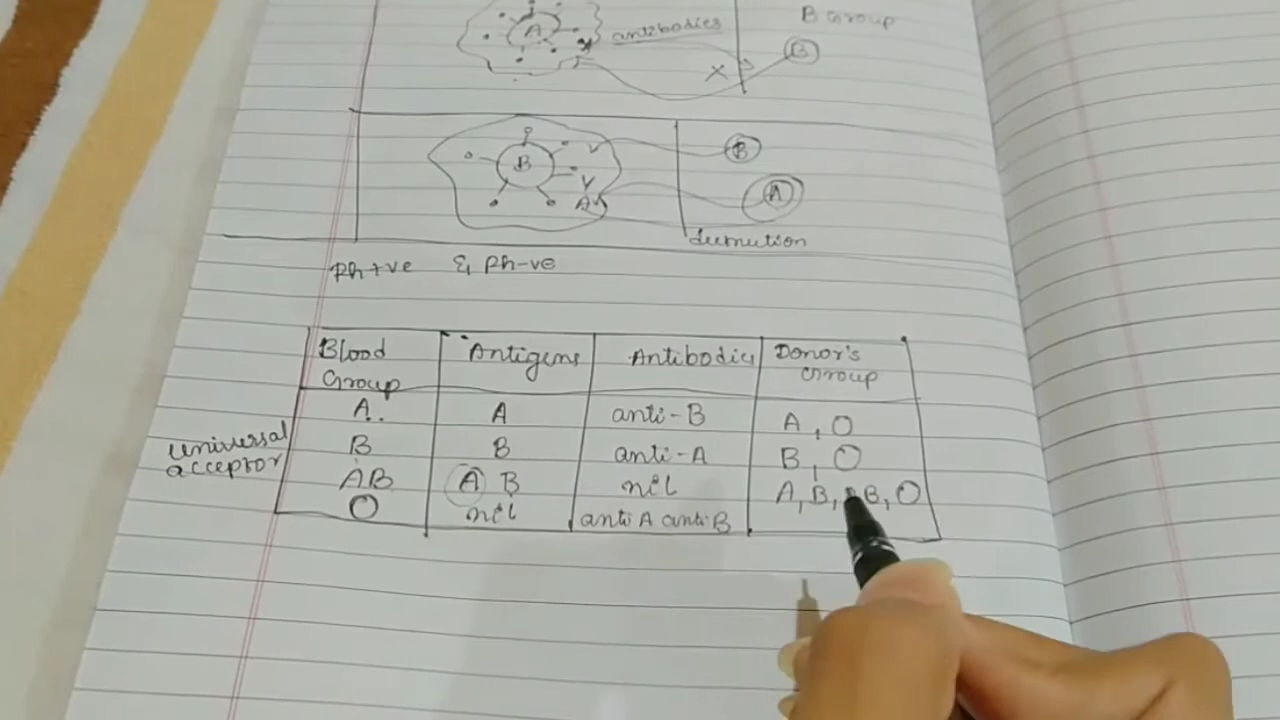 A antibodies
B Group
B
X
B
B
A
A
Rh +ve & Rh -ve
Blood Group Antigens Antibodies Donor's Group
A. A anti-B A, O
B B anti-A B, O
universal acceptor
AB A B nil A, B, B, O
O nil anti A anti B